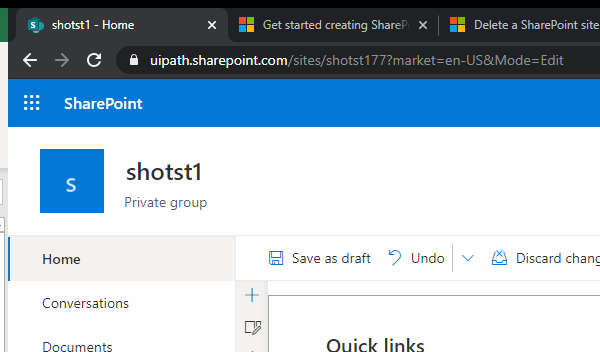 shotst1 - Home
Get started creating SharePo
Delete a SharePoint site
uipath.sharepoint.com/sites/shotst177?market=en-US&Mode=Edit
SharePoint
S
shotst1
Private group
Home
Save as draft
Undo
Discard chang
Conversations
Quick links
Documents